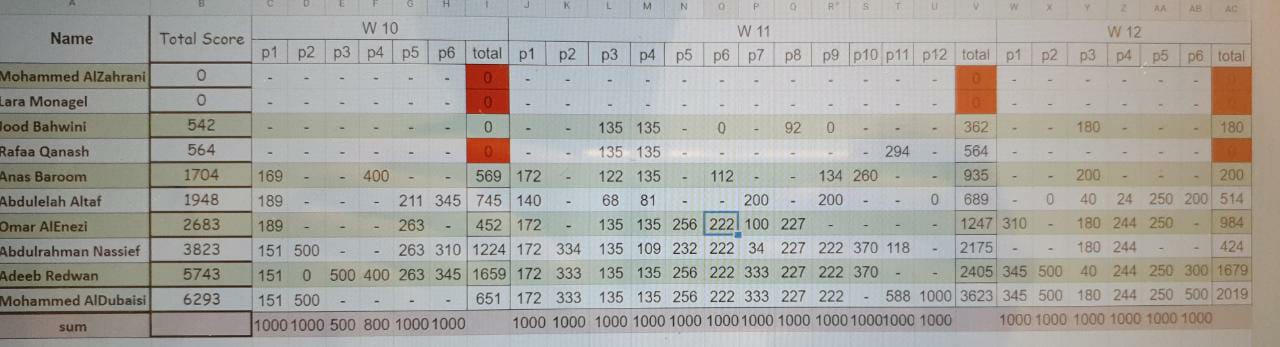 A B C D E F G H I J K L M N O P Q R S T U V W X Y Z AA AB AC
Name Total Score W 10 W 11 W 12
p1 p2 p3 p4 p5 p6 total p1 p2 p3 p4 p5 p6 p7 p8 p9 p10 p11 p12 total p1 p2 p3 p4 p5 p6 total
Mohammed AlZahrani 0 - - - - - - 0 - - - - - - - - - - - - 0 - - - - - - 0
Lara Monagel 0 - - - - - - 0 - - - - - - - - - - - - 0 - - - - - - 0
Jood Bahwini 542 - - - - - - 0 - - 135 135 - 0 - 92 0 - - - 362 - - 180 - - - 180
Rafaa Qanash 564 - - - - - - 0 - - 135 135 - - - - - - 294 - 564 - - - - - - 0
Anas Baroom 1704 169 - - 400 - - 569 172 - 122 135 - 112 - - 134 260 - - 935 - - 200 - - - 200
Abdulelah Altaf 1948 189 - - - 211 345 745 140 - 68 81 - - 200 - 200 - - 0 689 - 0 40 24 250 200 514
Omar AlEnezi 2683 189 - - - 263 - 452 172 - 135 135 256 222 100 227 - - - - 1247 310 - 180 244 250 - 984
Abdulrahman Nassief 3823 151 500 - - 263 310 1224 172 334 135 109 232 222 34 227 222 370 118 - 2175 - - 180 244 - - 424
Adeeb Redwan 5743 151 0 500 400 263 345 1659 172 333 135 135 256 222 333 227 222 370 - - 2405 345 500 40 244 250 300 1679
Mohammed AlDubaisi 6293 151 500 - - - - 651 172 333 135 135 256 222 333 227 222 - 588 1000 3623 345 500 180 244 250 500 2019
sum 1000 1000 500 800 1000 1000 1000 1000 1000 1000 1000 1000 1000 1000 1000 1000 1000 1000 1000 1000 1000 1000 1000 1000